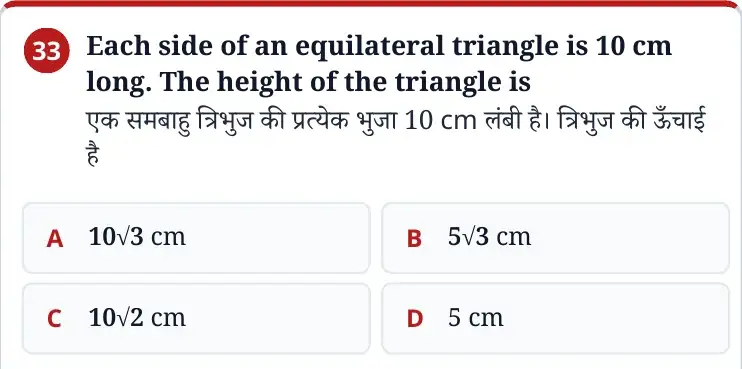 33 Each side of an equilateral triangle is 10 cm
long. The height of the triangle is
एक समबाहु त्रिभुज की प्रत्येक भुजा 10 cm लंबी है। त्रिभुज की ऊँचाई
है
A 10√3 cm
B 5√3 cm
C 10√2 cm
D 5 cm